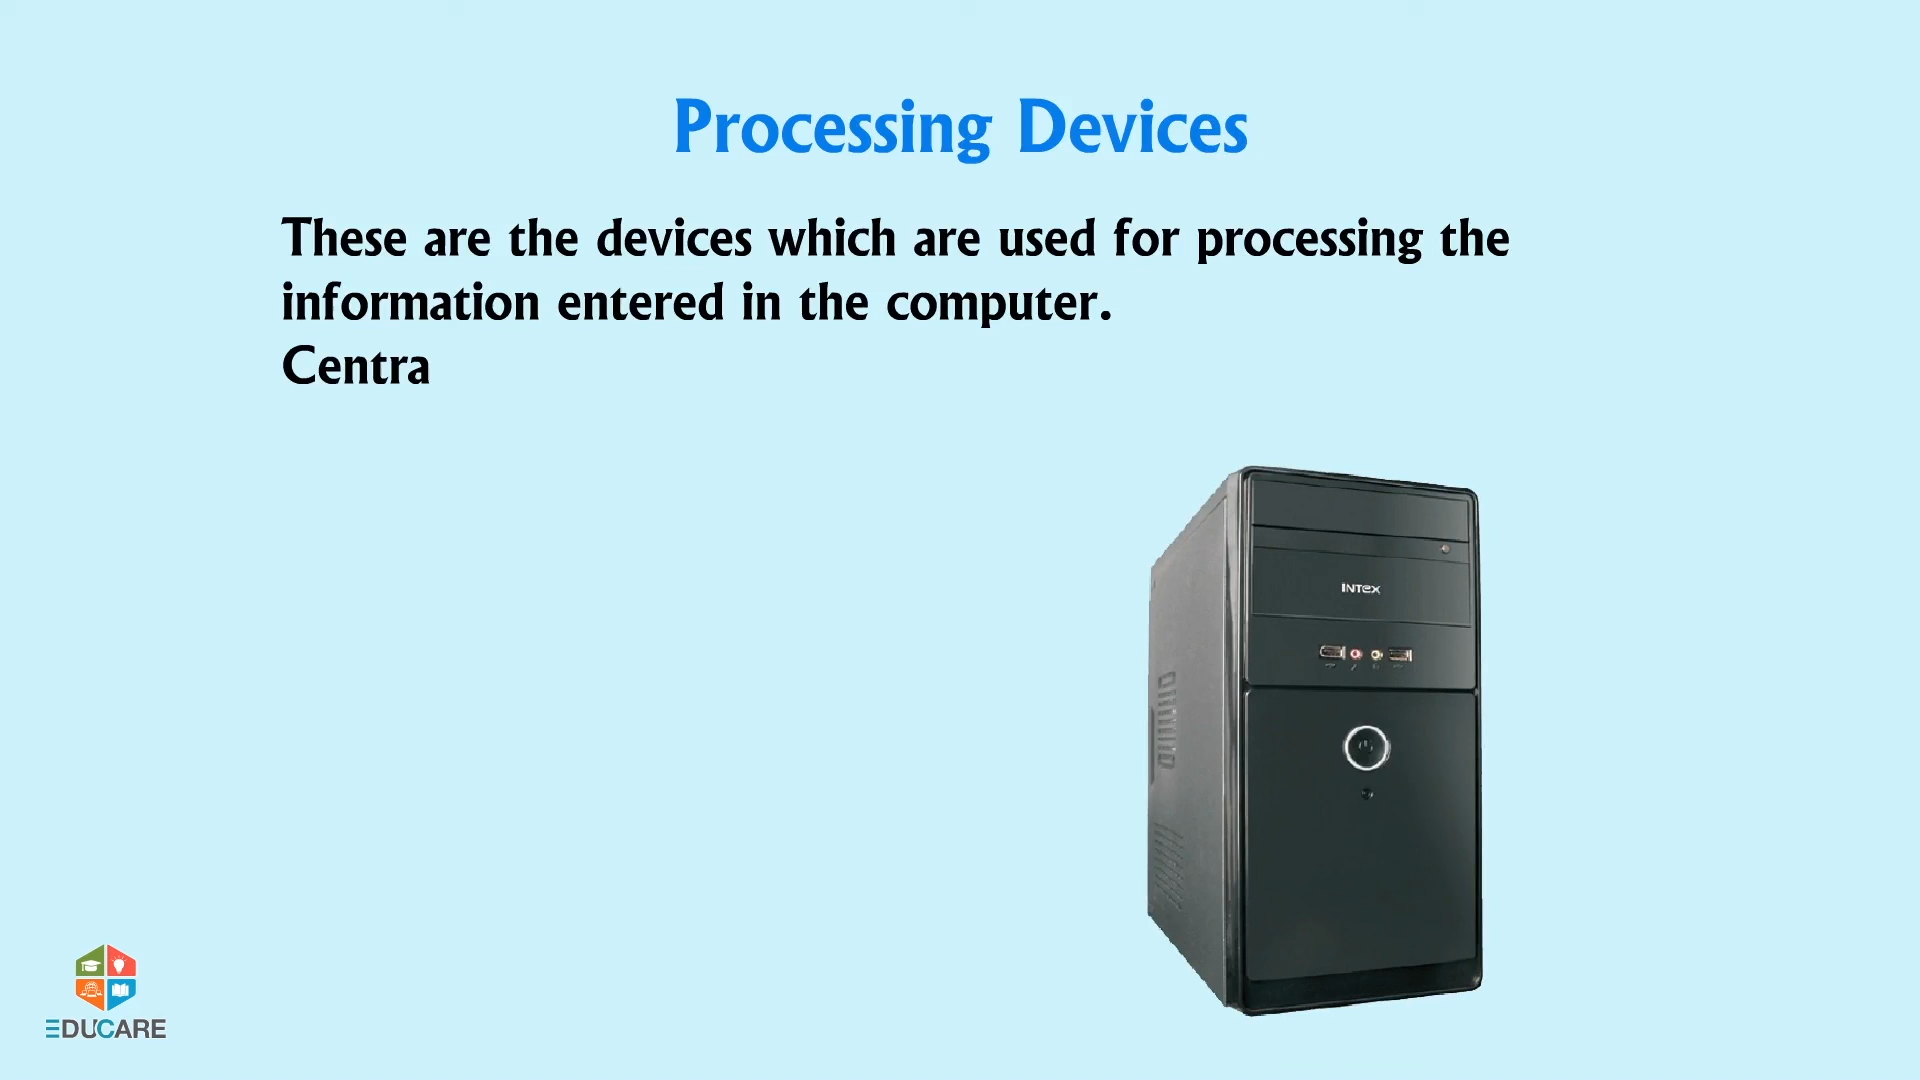 Processing Devices
These are the devices which are used for processing the
information entered in the computer.
Centra
INTEX
EDUCARE